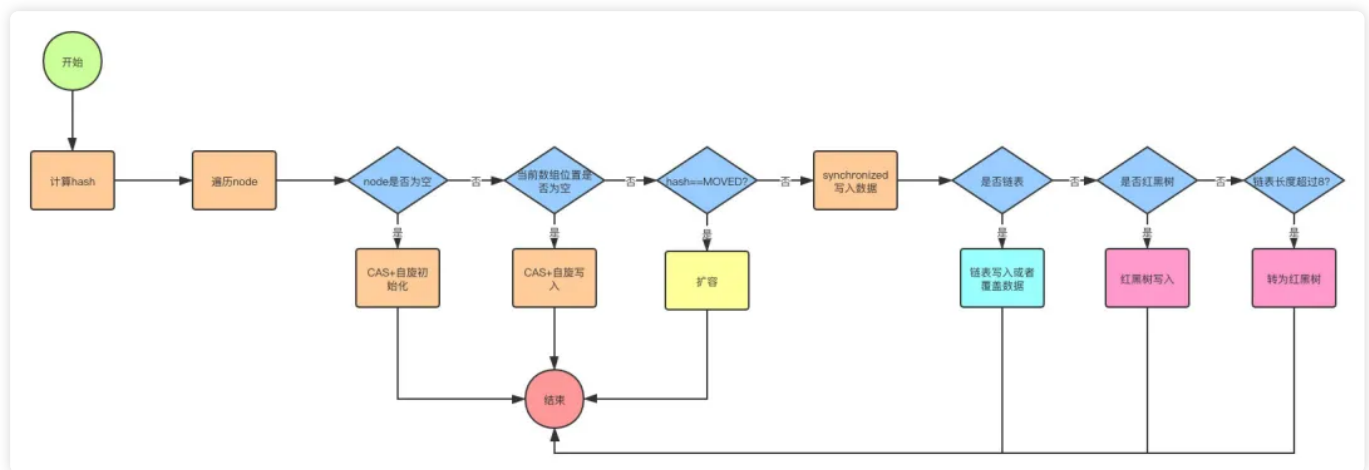 开始
计算hash
遍历node
node是否为空
否
当前数组位置是
否为空
否
hash==MOVED?
否
synchronized
写入数据
是否链表
否
是否红黑树
否
链表长度超过8?
是
是
是
是
是
是
CAS+自旋初
始化
CAS+自旋写
入
扩容
链表写入或者
覆盖数据
红黑树写入
转为红黑树
结束